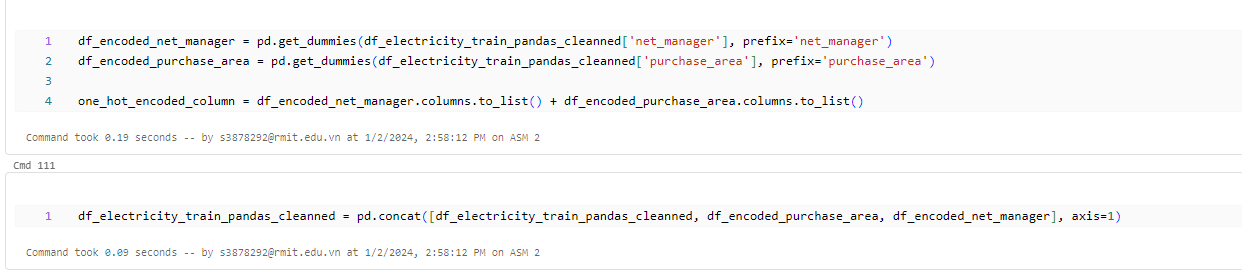 1 df_encoded_net_manager = pd.get_dummies(df_electricity_train_pandas_cleanned['net_manager'], prefix='net_manager')
2 df_encoded_purchase_area = pd.get_dummies(df_electricity_train_pandas_cleanned['purchase_area'], prefix='purchase_area')
3
4 one_hot_encoded_column = df_encoded_net_manager.columns.to_list() + df_encoded_purchase_area.columns.to_list()
Command took 0.19 seconds -- by s3878292@rmit.edu.vn at 1/2/2024, 2:58:12 PM on ASM 2
Cmd 111
1 df_electricity_train_pandas_cleanned = pd.concat([df_electricity_train_pandas_cleanned, df_encoded_purchase_area, df_encoded_net_manager], axis=1)
Command took 0.09 seconds -- by s3878292@rmit.edu.vn at 1/2/2024, 2:58:12 PM on ASM 2